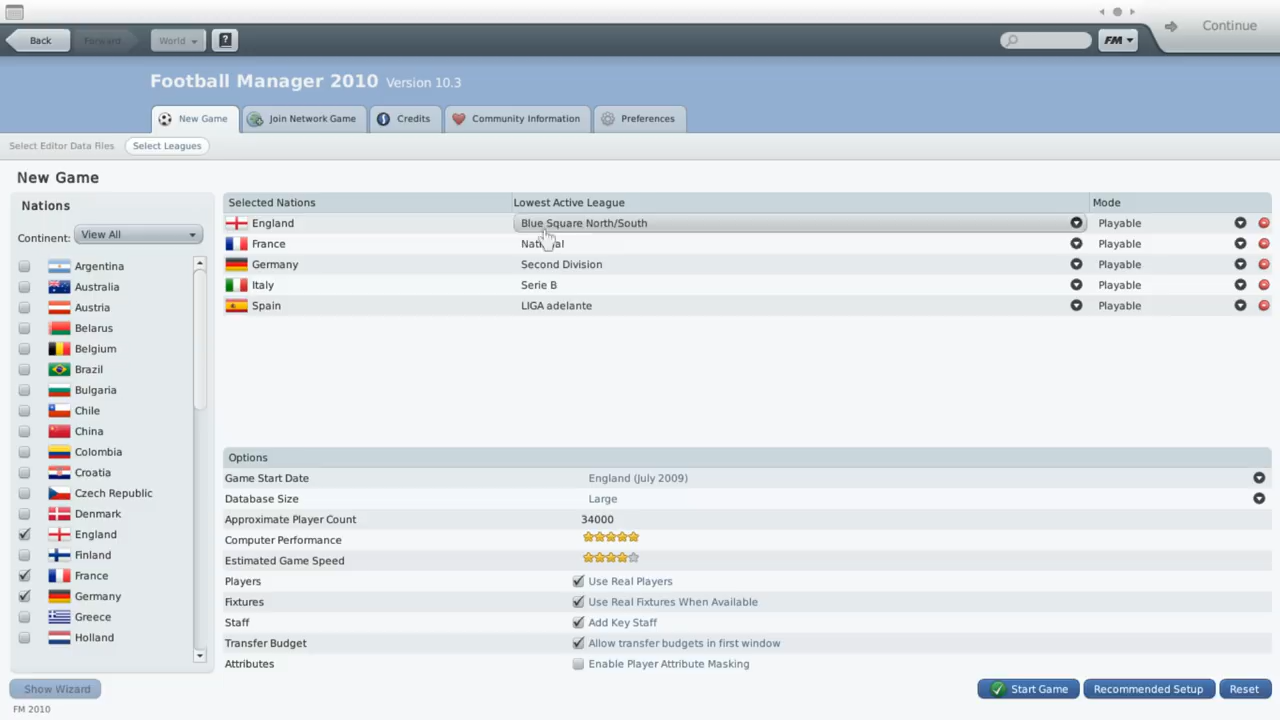 Continue
Back
Forward
World
?
FM
Football Manager 2010 Version 10.3
New Game
Join Network Game
Credits
Community Information
Preferences
Select Editor Data Files
Select Leagues
New Game
Nations
Continent: View All
Argentina
Australia
Austria
Belarus
Belgium
Brazil
Bulgaria
Chile
China
Colombia
Croatia
Czech Republic
Denmark
England
Finland
France
Germany
Greece
Holland
Selected Nations Lowest Active League Mode
England Blue Square North/South Playable
France National Playable
Germany Second Division Playable
Italy Serie B Playable
Spain LIGA adelante Playable
Options
Game Start Date England (July 2009)
Database Size Large
Approximate Player Count 34000
Computer Performance
Estimated Game Speed
Players Use Real Players
Fixtures Use Real Fixtures When Available
Staff Add Key Staff
Transfer Budget Allow transfer budgets in first window
Attributes Enable Player Attribute Masking
Show Wizard
Start Game
Recommended Setup
Reset
FM 2010